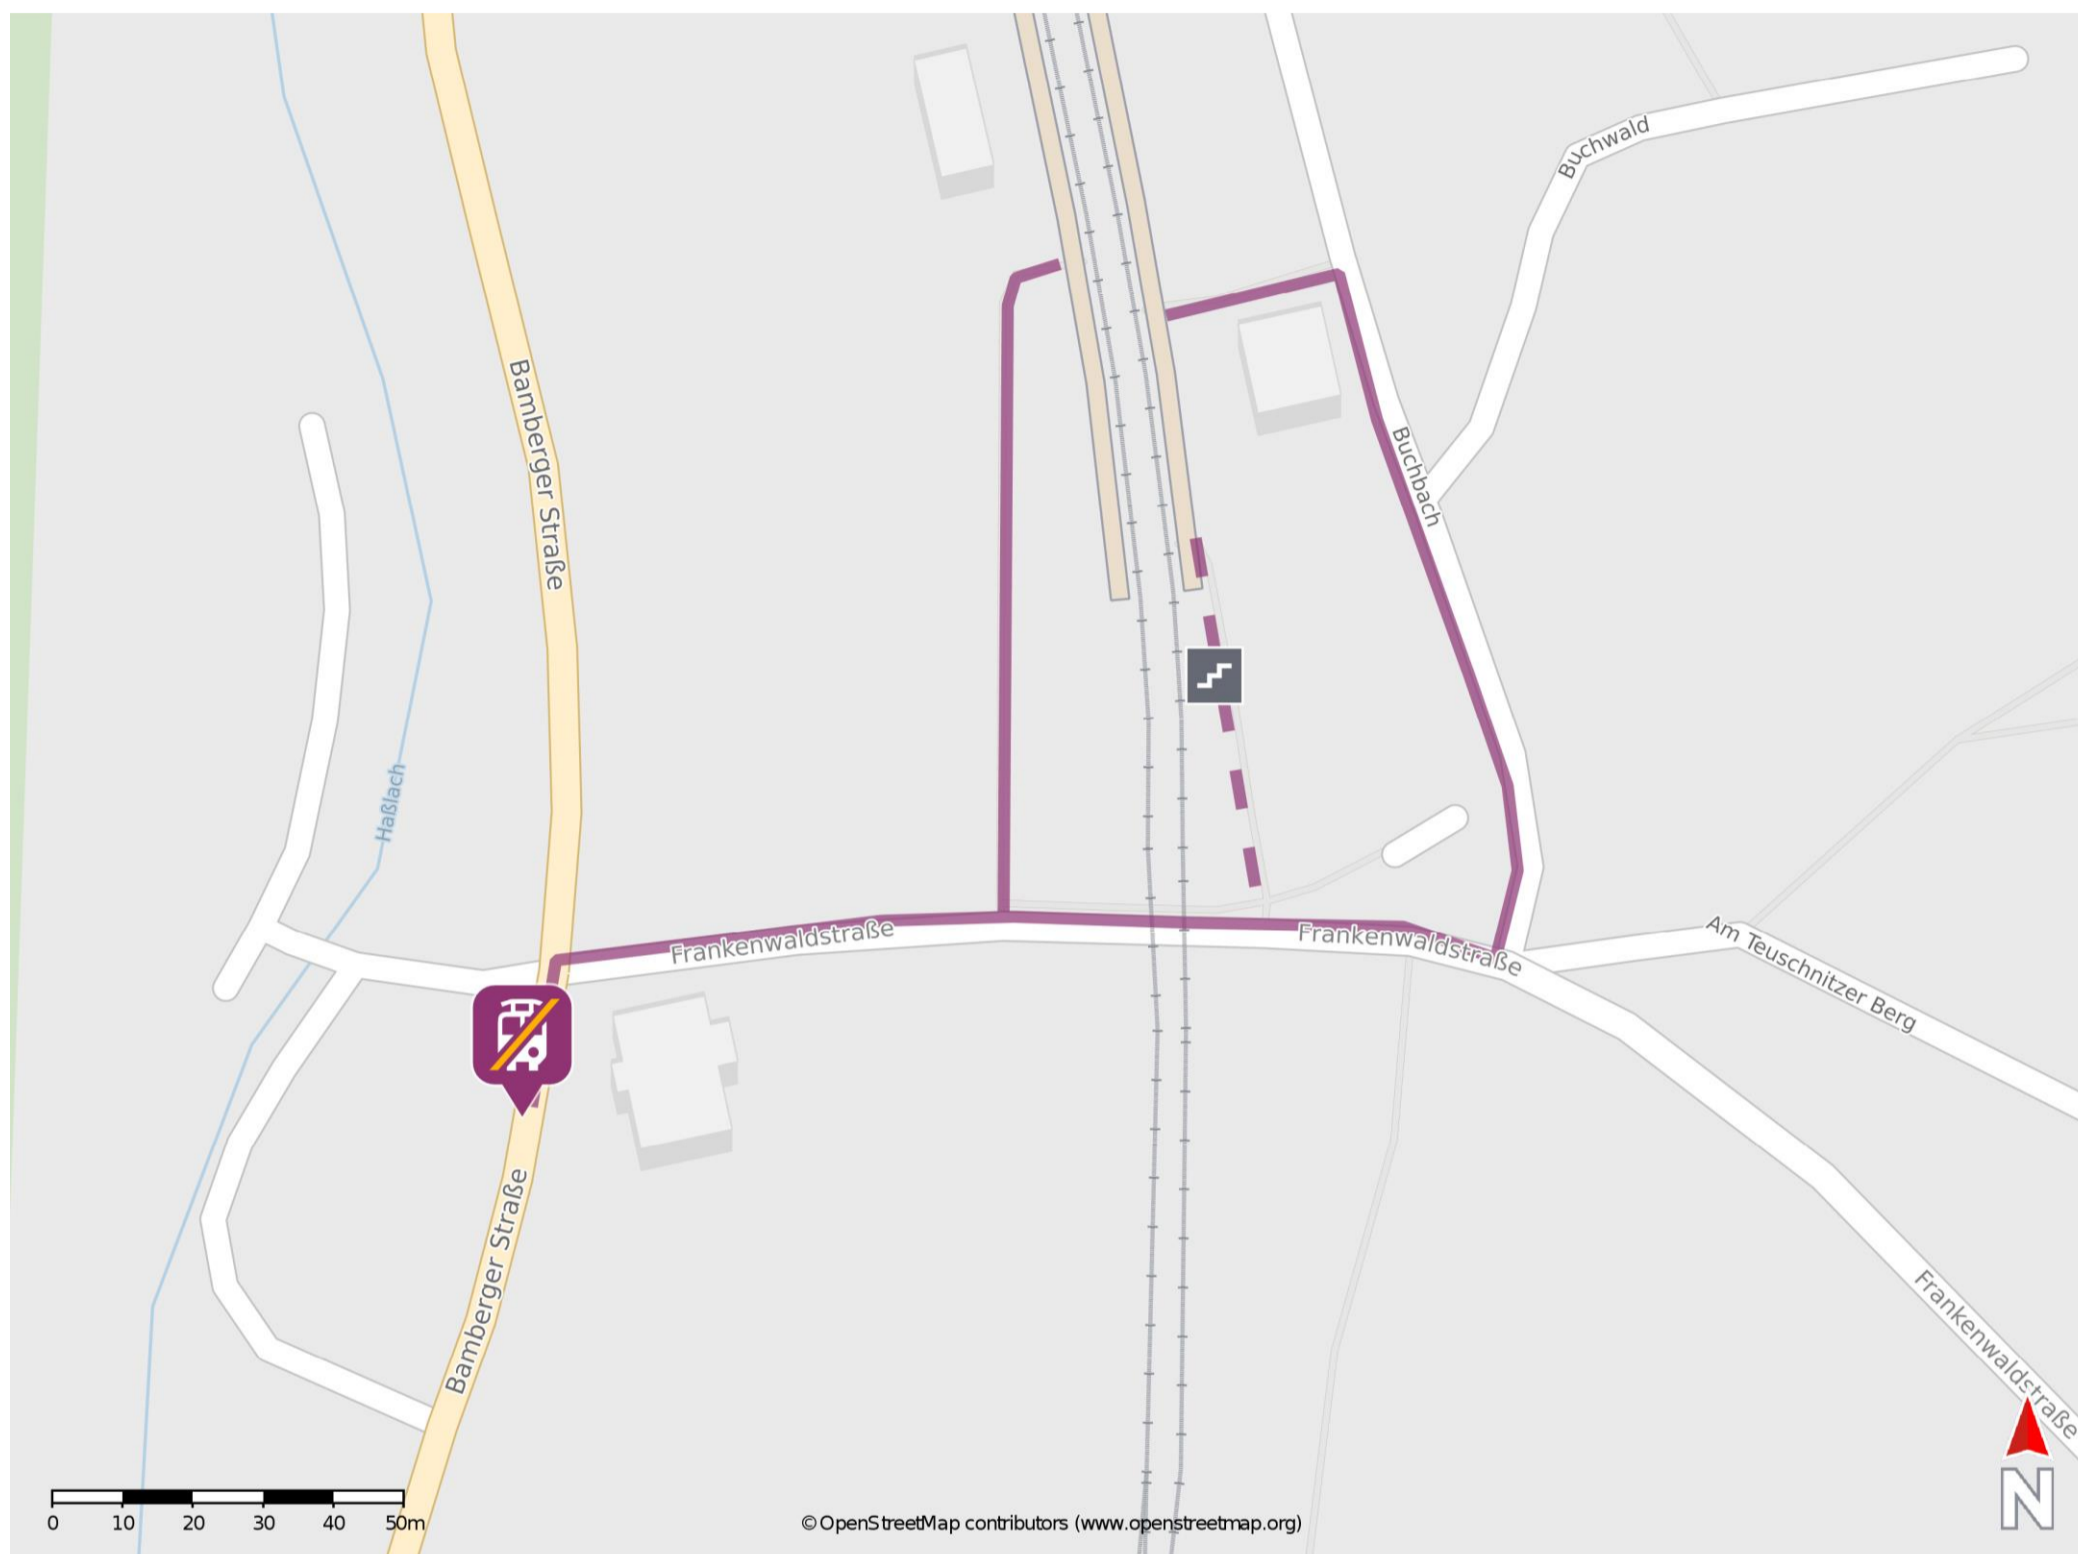 Buchwald
Bamberger Straße
Buchbach
Haßlach
Frankenwaldstraße
Frankenwaldstraße
Am Teuschnitzer Berg
Bamberger Straße
Frankenwaldstraße
N
0 10 20 30 40 50m
©OpenStreetMap contributors (www.openstreetmap.org)